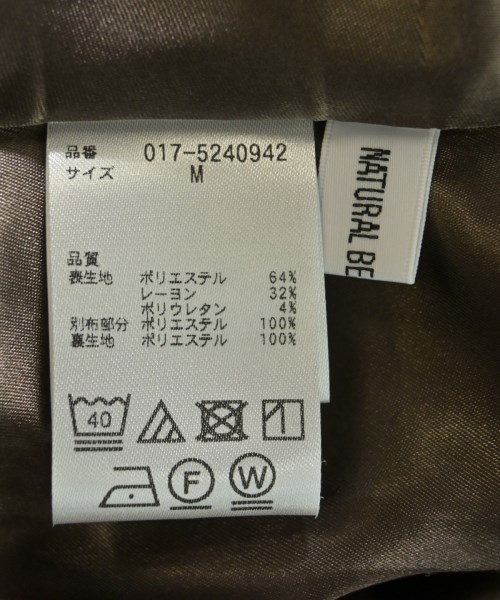 品番 017-5240942
サイズ M
品質
表生地 ポリエステル 64%
レーヨン 32%
ポリウレタン 4%
別布部分 ポリエステル 100%
裏生地 ポリエステル 100%
40
F W
NATURAL BE